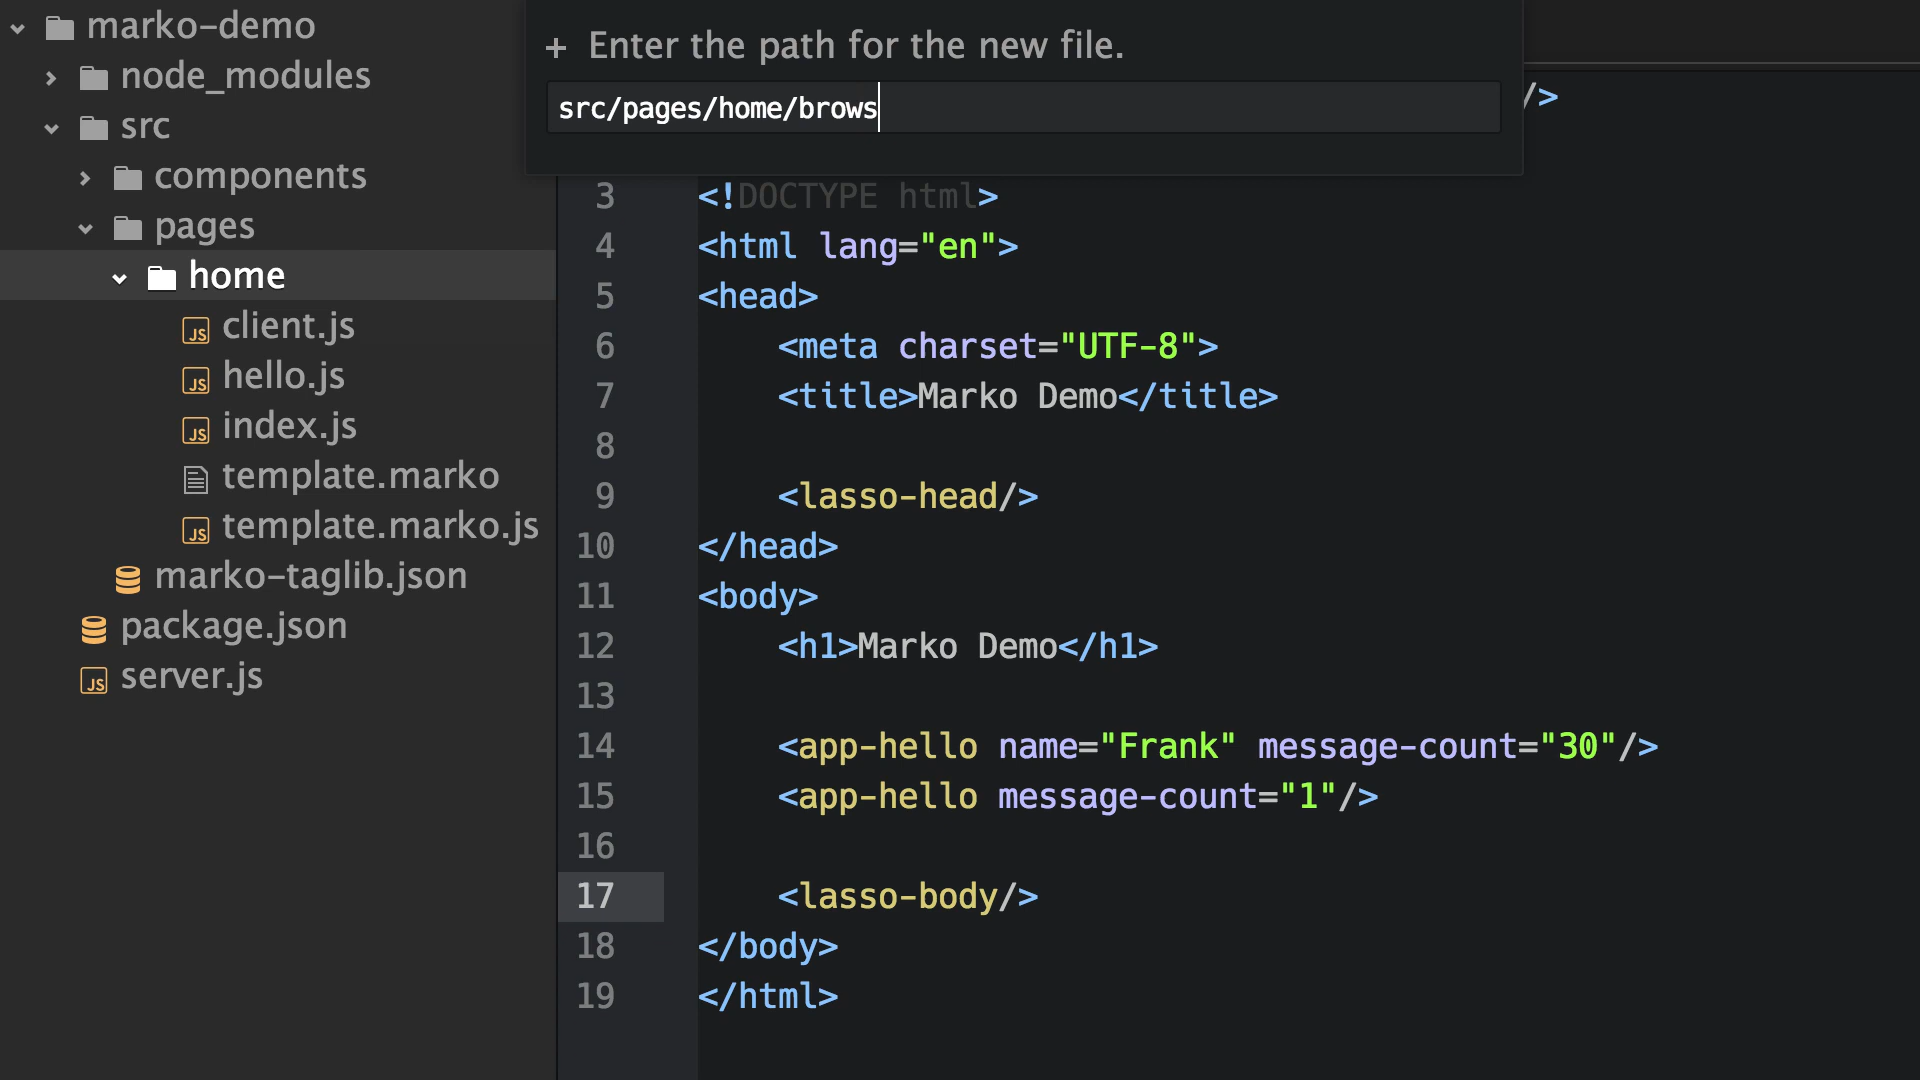 marko-demo
node_modules
src
components
pages
home
client.js
hello.js
index.js
template.marko
template.marko.js
marko-taglib.json
package.json
server.js
+ Enter the path for the new file.
src/pages/home/brows
/>
3 <!DOCTYPE html>
4 <html lang="en">
5 <head>
6     <meta charset="UTF-8">
7     <title>Marko Demo</title>
8
9     <lasso-head/>
10 </head>
11 <body>
12     <h1>Marko Demo</h1>
13
14     <app-hello name="Frank" message-count="30"/>
15     <app-hello message-count="1"/>
16
17     <lasso-body/>
18 </body>
19 </html>